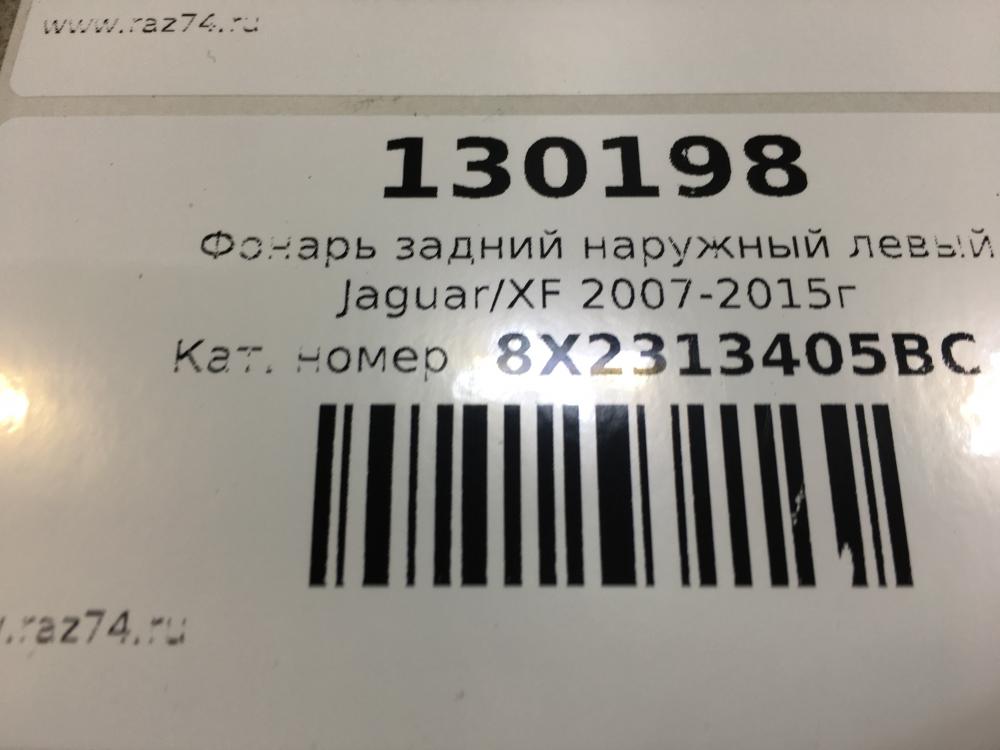 www.raz74.ru
130198
Фонарь задний наружный левый
Jaguar/XF 2007-2015г
Кат. номер 8X2313405BC
.raz74.ru